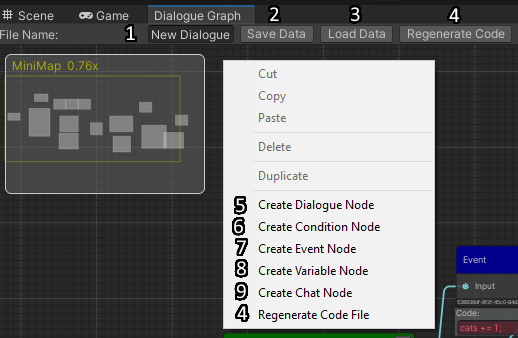 Scene Game Dialogue Graph 2 3 4
File Name: 1 New Dialogue Save Data Load Data Regenerate Code
MiniMap 0.76x
Cut
Copy
Paste
Delete
Duplicate
5 Create Dialogue Node
6 Create Condition Node
7 Create Event Node
8 Create Variable Node
9 Create Chat Node
4 Regenerate Code File
Event
Input
Code:
cats += 1;